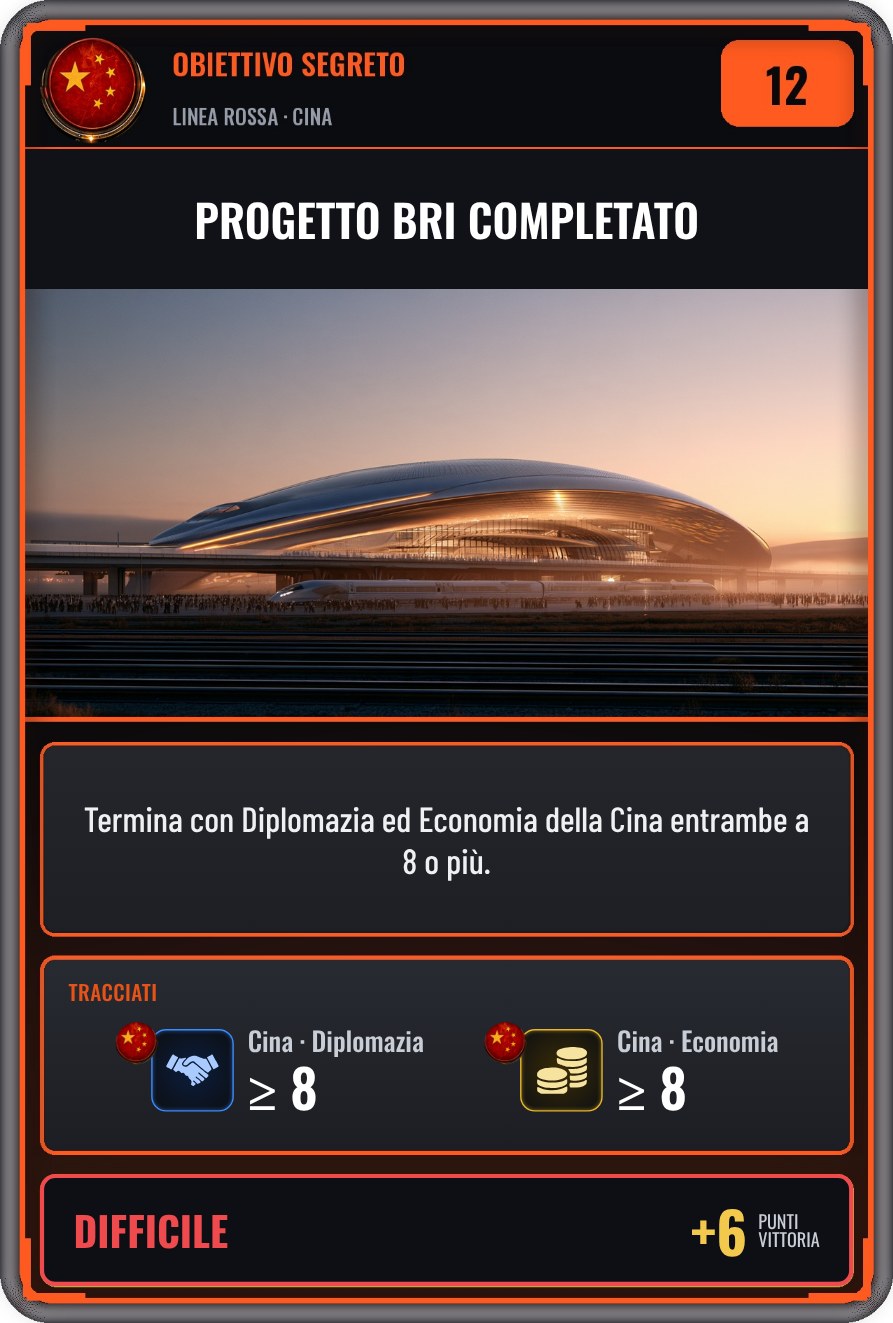 OBIETTIVO SEGRETO
LINEA ROSSA · CINA
12
PROGETTO BRI COMPLETATO
Termina con Diplomazia ed Economia della Cina entrambe a
8 o più.
TRACCIATI
Cina · Diplomazia
≥ 8
Cina · Economia
≥ 8
DIFFICILE
+6 PUNTI
VITTORIA